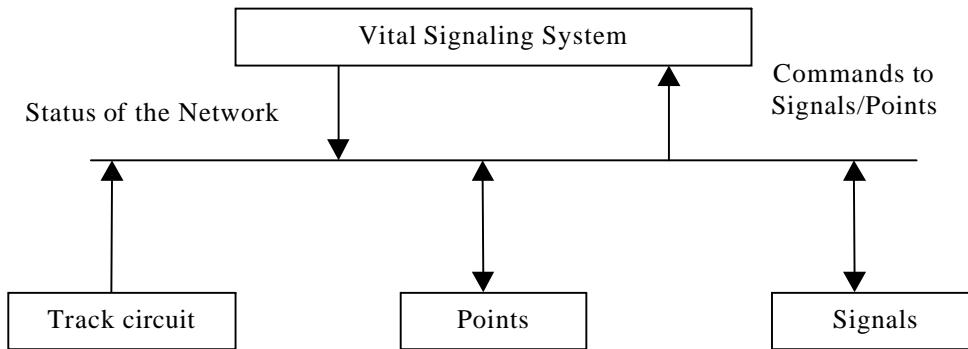 Vital Signaling System
Status of the Network
Commands to
Signals/Points
Track circuit
Points
Signals